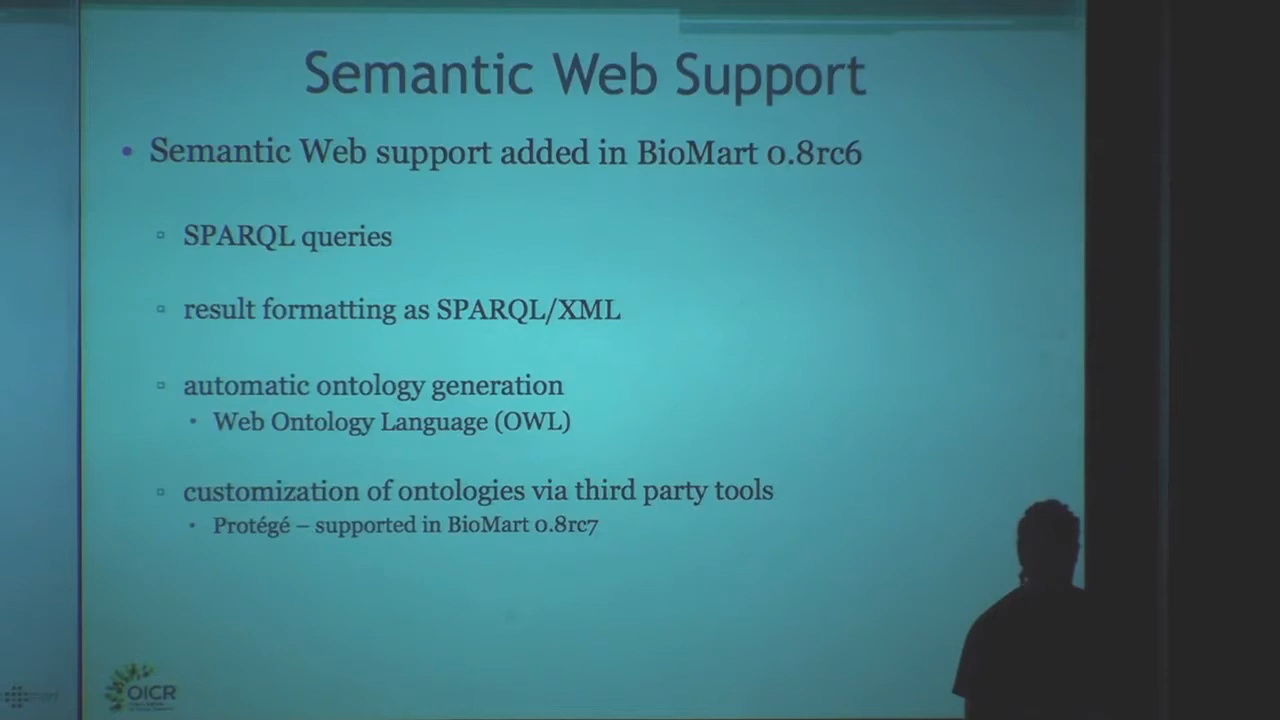 Semantic Web Support
• Semantic Web support added in BioMart 0.8rc6
▫ SPARQL queries
▫ result formatting as SPARQL/XML
▫ automatic ontology generation
• Web Ontology Language (OWL)
▫ customization of ontologies via third party tools
• Protégé – supported in BioMart 0.8rc7
OICR